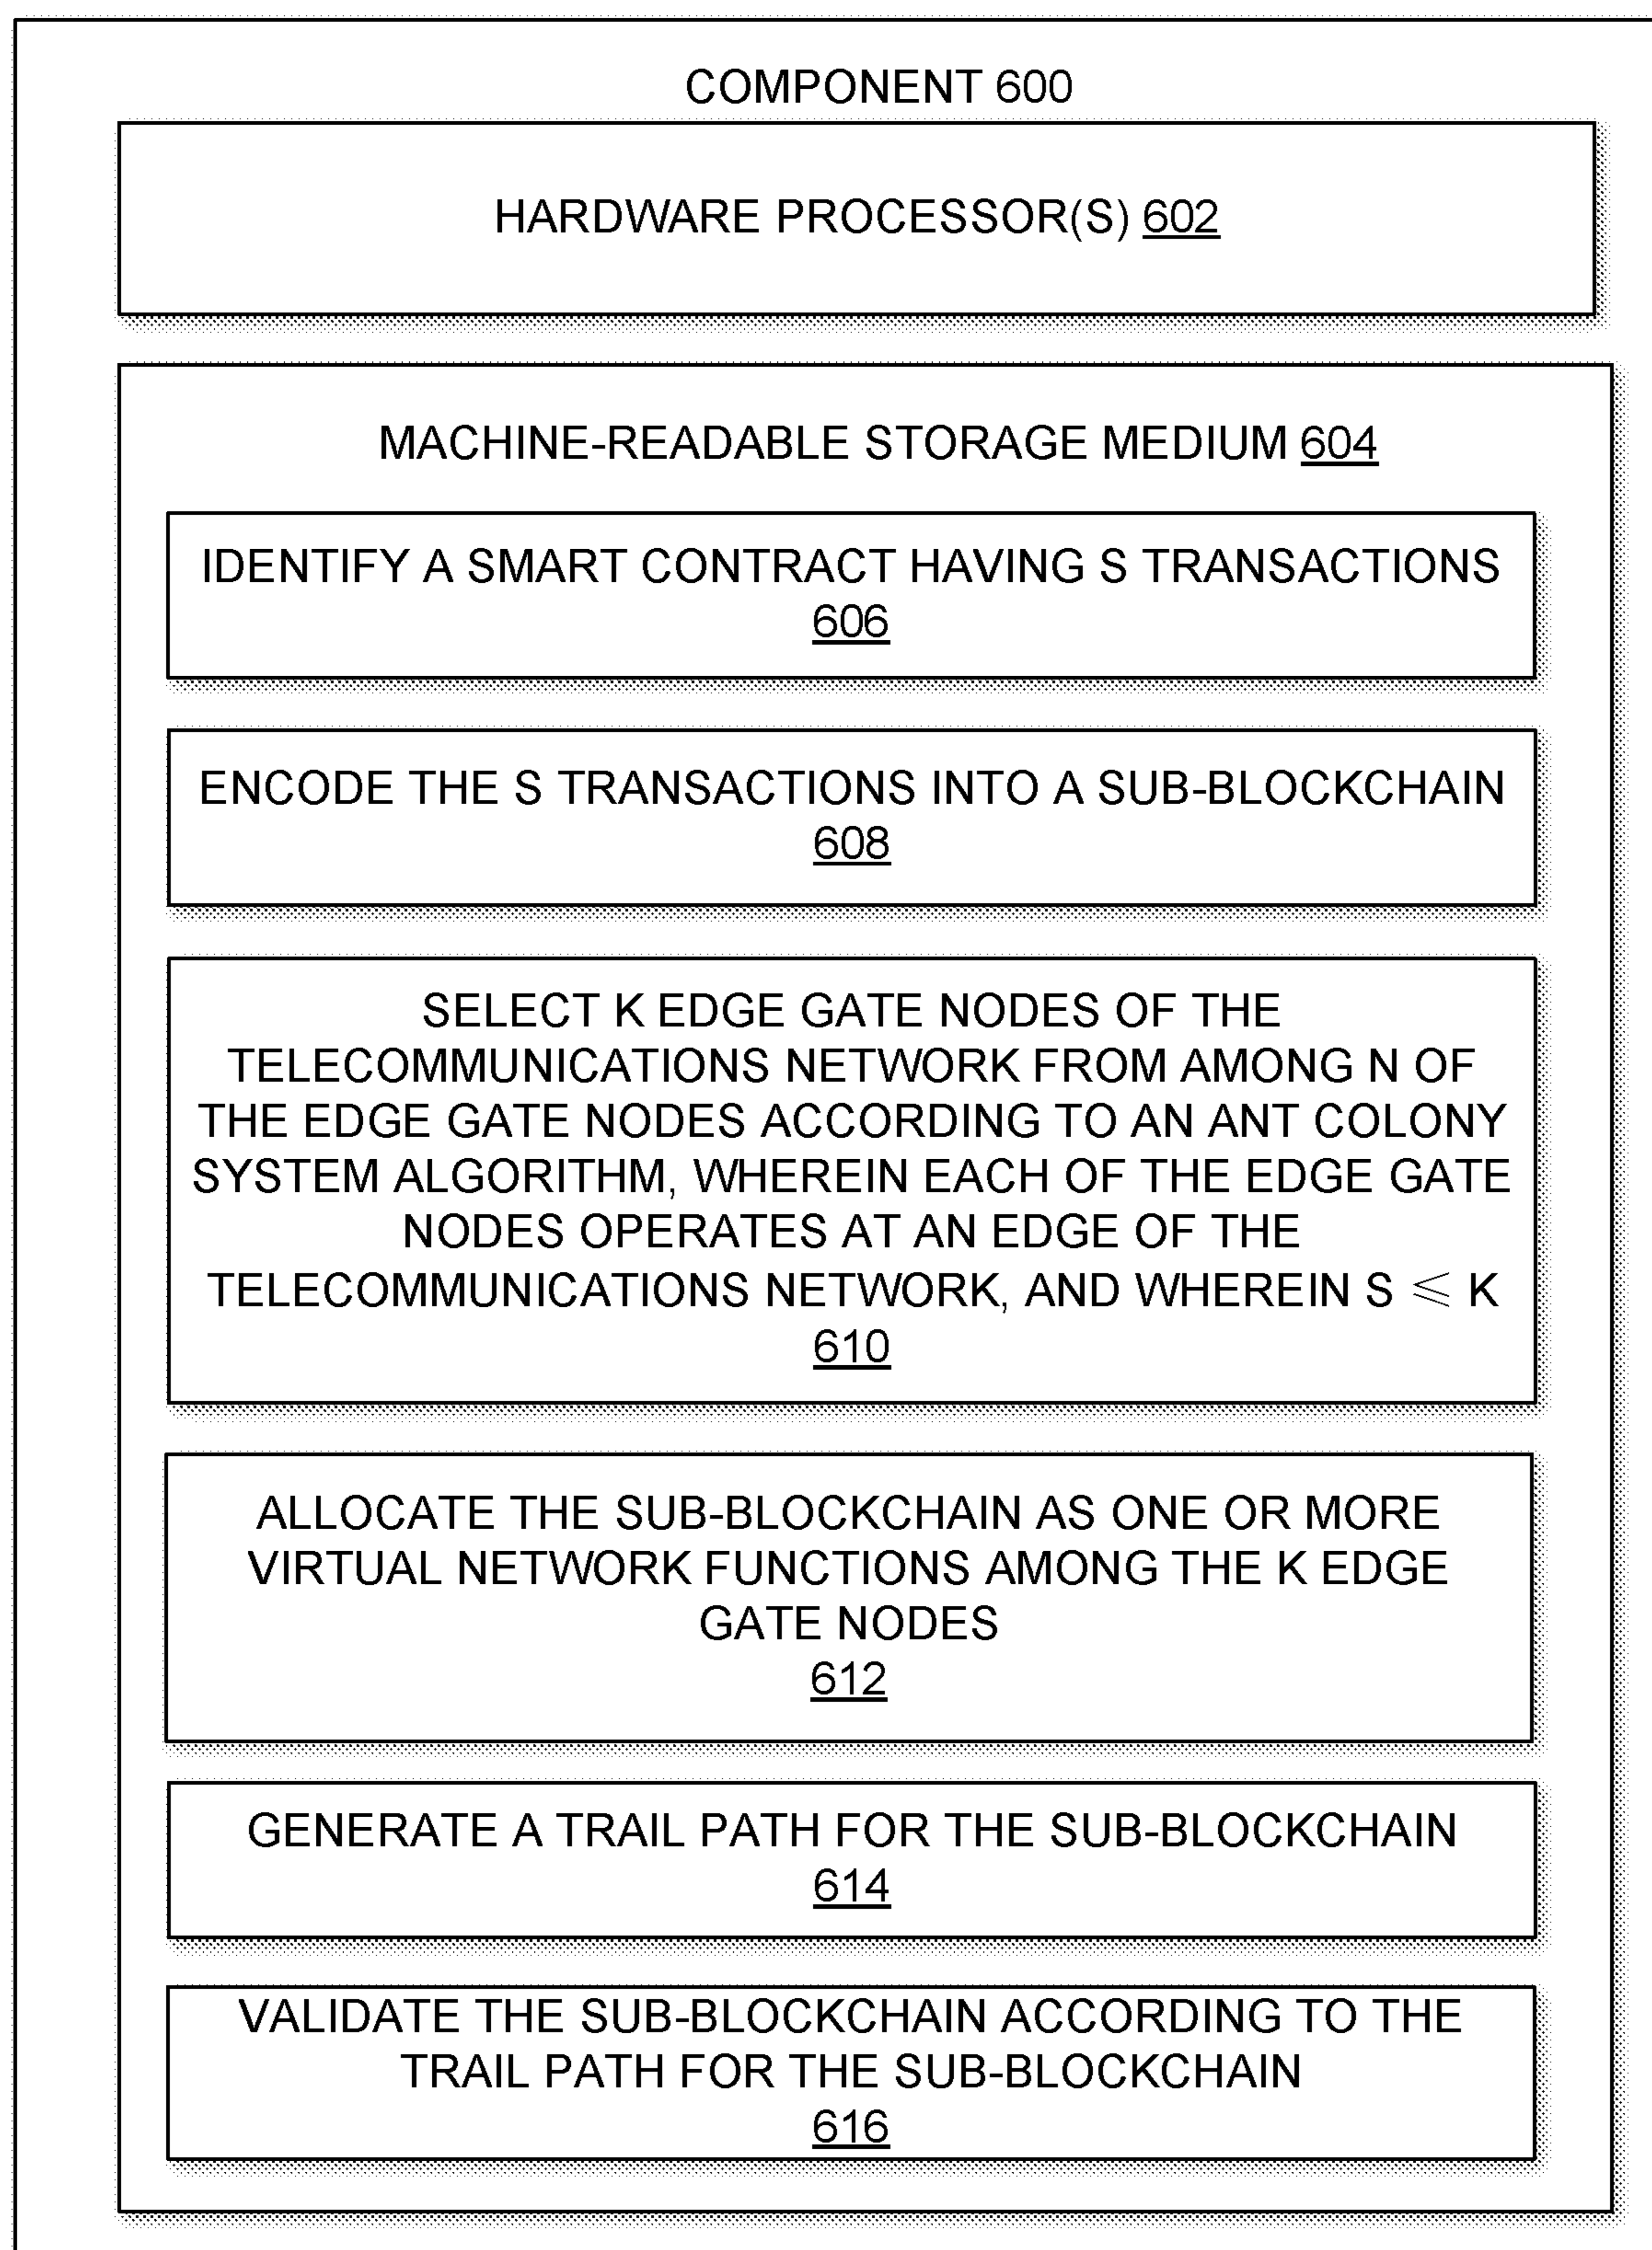 COMPONENT 600
HARDWARE PROCESSOR(S) 602
MACHINE-READABLE STORAGE MEDIUM 604
IDENTIFY A SMART CONTRACT HAVING S TRANSACTIONS
606
ENCODE THE S TRANSACTIONS INTO A SUB-BLOCKCHAIN
608
SELECT K EDGE GATE NODES OF THE
TELECOMMUNICATIONS NETWORK FROM AMONG N OF
THE EDGE GATE NODES ACCORDING TO AN ANT COLONY
SYSTEM ALGORITHM, WHEREIN EACH OF THE EDGE GATE
NODES OPERATES AT AN EDGE OF THE
TELECOMMUNICATIONS NETWORK, AND WHEREIN S ⩽ K
610
ALLOCATE THE SUB-BLOCKCHAIN AS ONE OR MORE
VIRTUAL NETWORK FUNCTIONS AMONG THE K EDGE
GATE NODES
612
GENERATE A TRAIL PATH FOR THE SUB-BLOCKCHAIN
614
VALIDATE THE SUB-BLOCKCHAIN ACCORDING TO THE
TRAIL PATH FOR THE SUB-BLOCKCHAIN
616